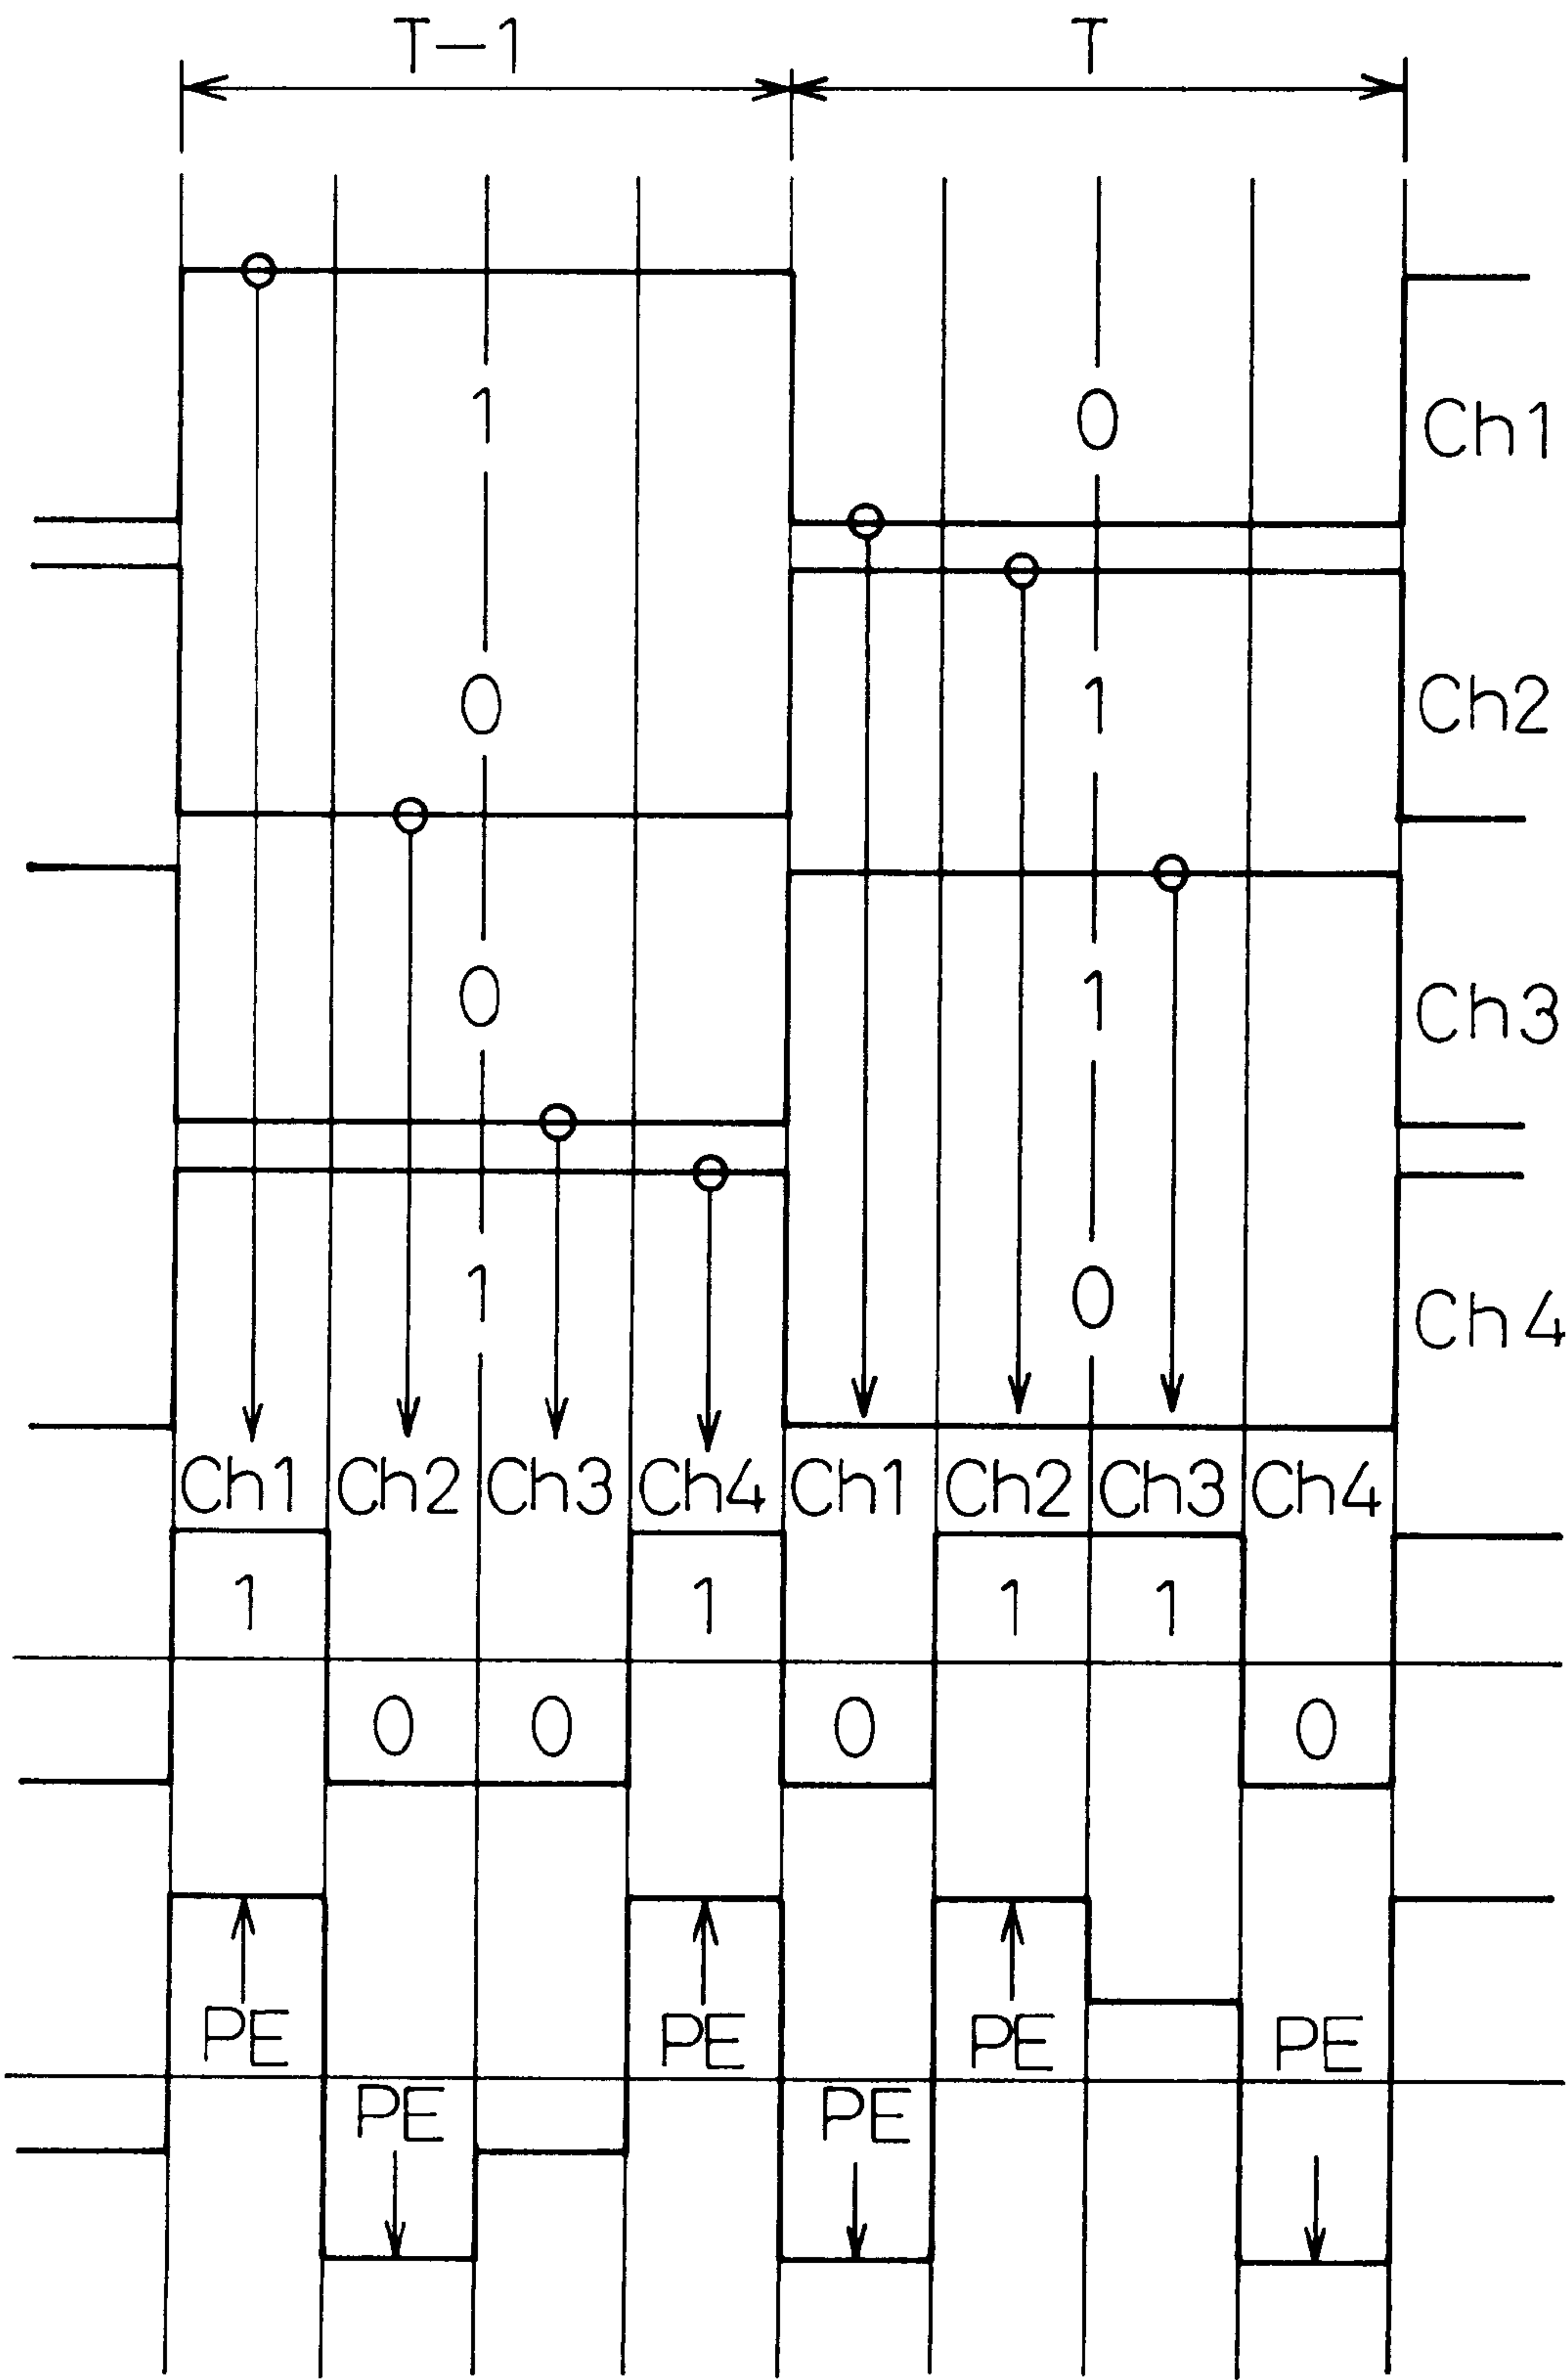 T-1 T
1 0 Ch1
0 1 Ch2
0 1 Ch3
1 0 Ch4
Ch1 Ch2 Ch3 Ch4 Ch1 Ch2 Ch3 Ch4
1 1 1 1
0 0 0 0
PE PE PE PE
PE PE